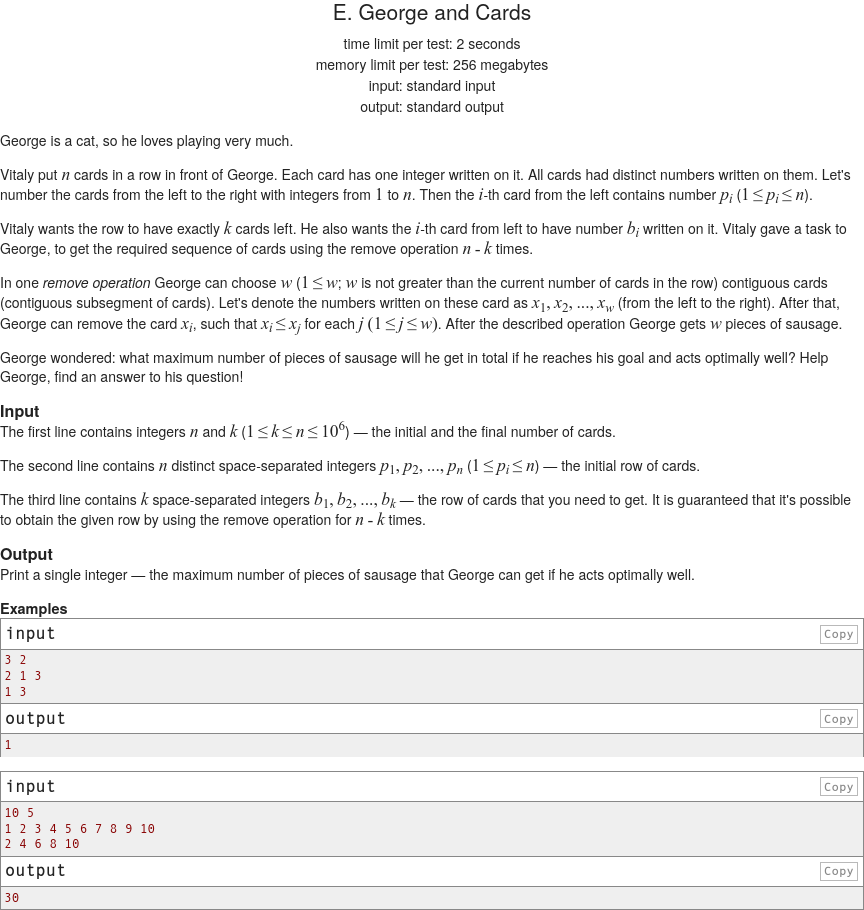 E. George and Cards
time limit per test: 2 seconds
memory limit per test: 256 megabytes
input: standard input
output: standard output
George is a cat, so he loves playing very much.
Vitaly put n cards in a row in front of George. Each card has one integer written on it. All cards had distinct numbers written on them. Let's
number the cards from the left to the right with integers from 1 to n. Then the i-th card from the left contains number p_i (1 ≤ p_i ≤ n).
Vitaly wants the row to have exactly k cards left. He also wants the i-th card from left to have number b_i written on it. Vitaly gave a task to
George, to get the required sequence of cards using the remove operation n - k times.
In one remove operation George can choose w (1 ≤ w; w is not greater than the current number of cards in the row) contiguous cards
(contiguous subsegment of cards). Let's denote the numbers written on these card as x_1, x_2, ..., x_w (from the left to the right). After that,
George can remove the card x_i, such that x_i ≤ x_j for each j (1 ≤ j ≤ w). After the described operation George gets w pieces of sausage.
George wondered: what maximum number of pieces of sausage will he get in total if he reaches his goal and acts optimally well? Help
George, find an answer to his question!
Input
The first line contains integers n and k (1 ≤ k ≤ n ≤ 10^6) — the initial and the final number of cards.
The second line contains n distinct space-separated integers p_1, p_2, ..., p_n (1 ≤ p_i ≤ n) — the initial row of cards.
The third line contains k space-separated integers b_1, b_2, ..., b_k — the row of cards that you need to get. It is guaranteed that it's possible
to obtain the given row by using the remove operation for n - k times.
Output
Print a single integer — the maximum number of pieces of sausage that George can get if he acts optimally well.
Examples
input
Copy
3 2
2 1 3
1 3
output
Copy
1
input
Copy
10 5
1 2 3 4 5 6 7 8 9 10
2 4 6 8 10
output
Copy
30